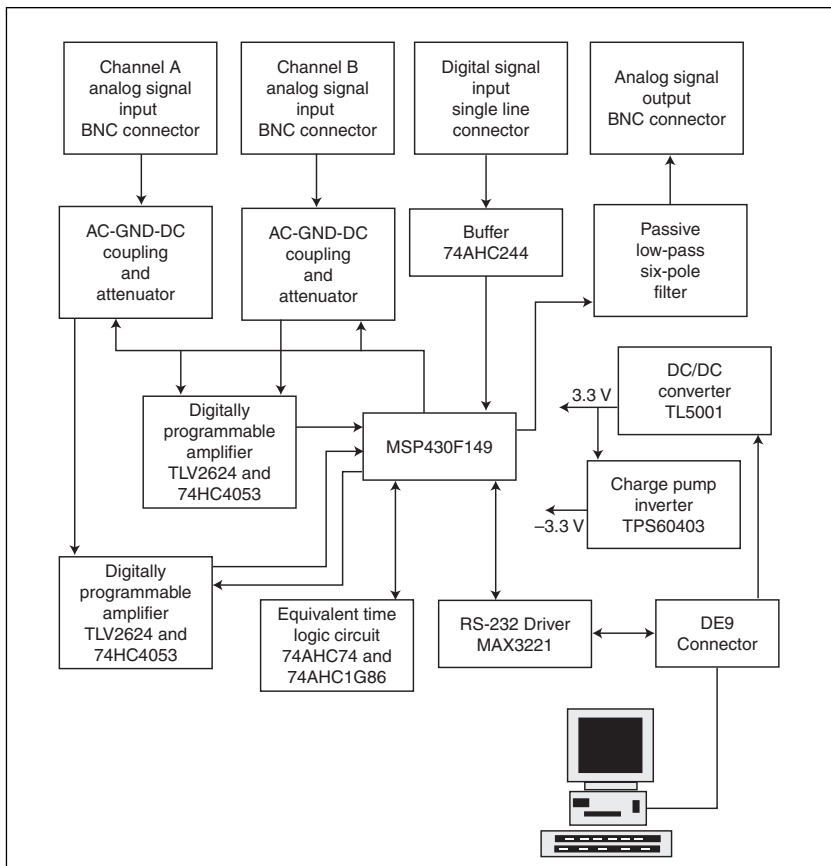 Channel A
analog signal
input
BNC connector
Channel B
analog signal
input
BNC connector
Digital signal
input
single line
connector
Analog signal
output
BNC connector
AC-GND-DC
coupling
and
attenuator
AC-GND-DC
coupling
and
attenuator
Buffer
74AHC244
Passive
low-pass
six-pole
filter
DC/DC
converter
TL5001
3.3 V
Digitally
programmable
amplifier
TLV2624 and
74HC4053
MSP430F149
Charge pump
inverter
TPS60403
–3.3 V
Digitally
programmable
amplifier
TLV2624 and
74HC4053
Equivalent time
logic circuit
74AHC74 and
74AHC1G86
RS-232 Driver
MAX3221
DE9
Connector